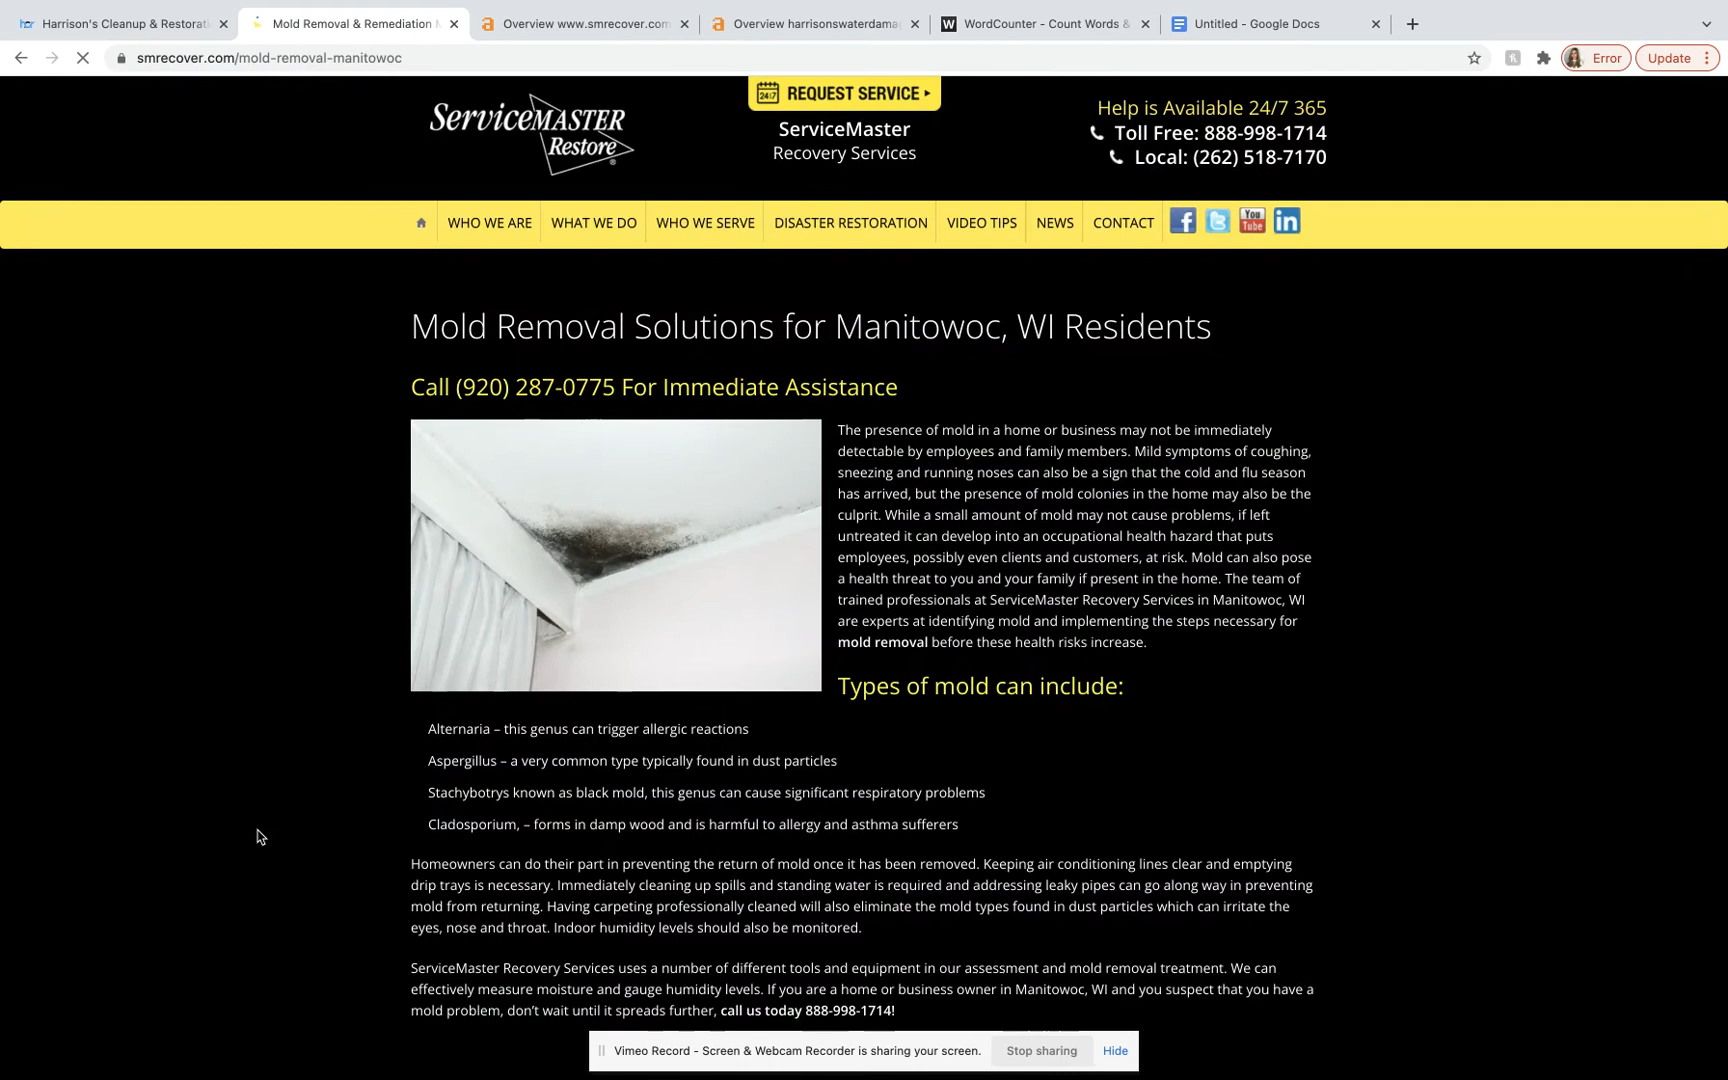 Harrison's Cleanup & Restorat
Mold Removal & Remediation M
Overview www.smrecover.com
Overview harrisonswaterdamag
WordCounter - Count Words &
Untitled - Google Docs
smrecover.com/mold-removal-manitowoc
Error
Update
ServiceMASTER
Restore
24/7 REQUEST SERVICE
ServiceMaster
Recovery Services
Help is Available 24/7 365
Toll Free: 888-998-1714
Local: (262) 518-7170
WHO WE ARE WHAT WE DO WHO WE SERVE DISASTER RESTORATION VIDEO TIPS NEWS CONTACT
Mold Removal Solutions for Manitowoc, WI Residents
Call (920) 287-0775 For Immediate Assistance
The presence of mold in a home or business may not be immediately
detectable by employees and family members. Mild symptoms of coughing,
sneezing and running noses can also be a sign that the cold and flu season
has arrived, but the presence of mold colonies in the home may also be the
culprit. While a small amount of mold may not cause problems, if left
untreated it can develop into an occupational health hazard that puts
employees, possibly even clients and customers, at risk. Mold can also pose
a health threat to you and your family if present in the home. The team of
trained professionals at ServiceMaster Recovery Services in Manitowoc, WI
are experts at identifying mold and implementing the steps necessary for
mold removal before these health risks increase.
Types of mold can include:
Alternaria – this genus can trigger allergic reactions
Aspergillus – a very common type typically found in dust particles
Stachybotrys known as black mold, this genus can cause significant respiratory problems
Cladosporium, – forms in damp wood and is harmful to allergy and asthma sufferers
Homeowners can do their part in preventing the return of mold once it has been removed. Keeping air conditioning lines clear and emptying
drip trays is necessary. Immediately cleaning up spills and standing water is required and addressing leaky pipes can go along way in preventing
mold from returning. Having carpeting professionally cleaned will also eliminate the mold types found in dust particles which can irritate the
eyes, nose and throat. Indoor humidity levels should also be monitored.
ServiceMaster Recovery Services uses a number of different tools and equipment in our assessment and mold removal treatment. We can
effectively measure moisture and gauge humidity levels. If you are a home or business owner in Manitowoc, WI and you suspect that you have a
mold problem, don't wait until it spreads further, call us today 888-998-1714!
Vimeo Record - Screen & Webcam Recorder is sharing your screen. Stop sharing Hide